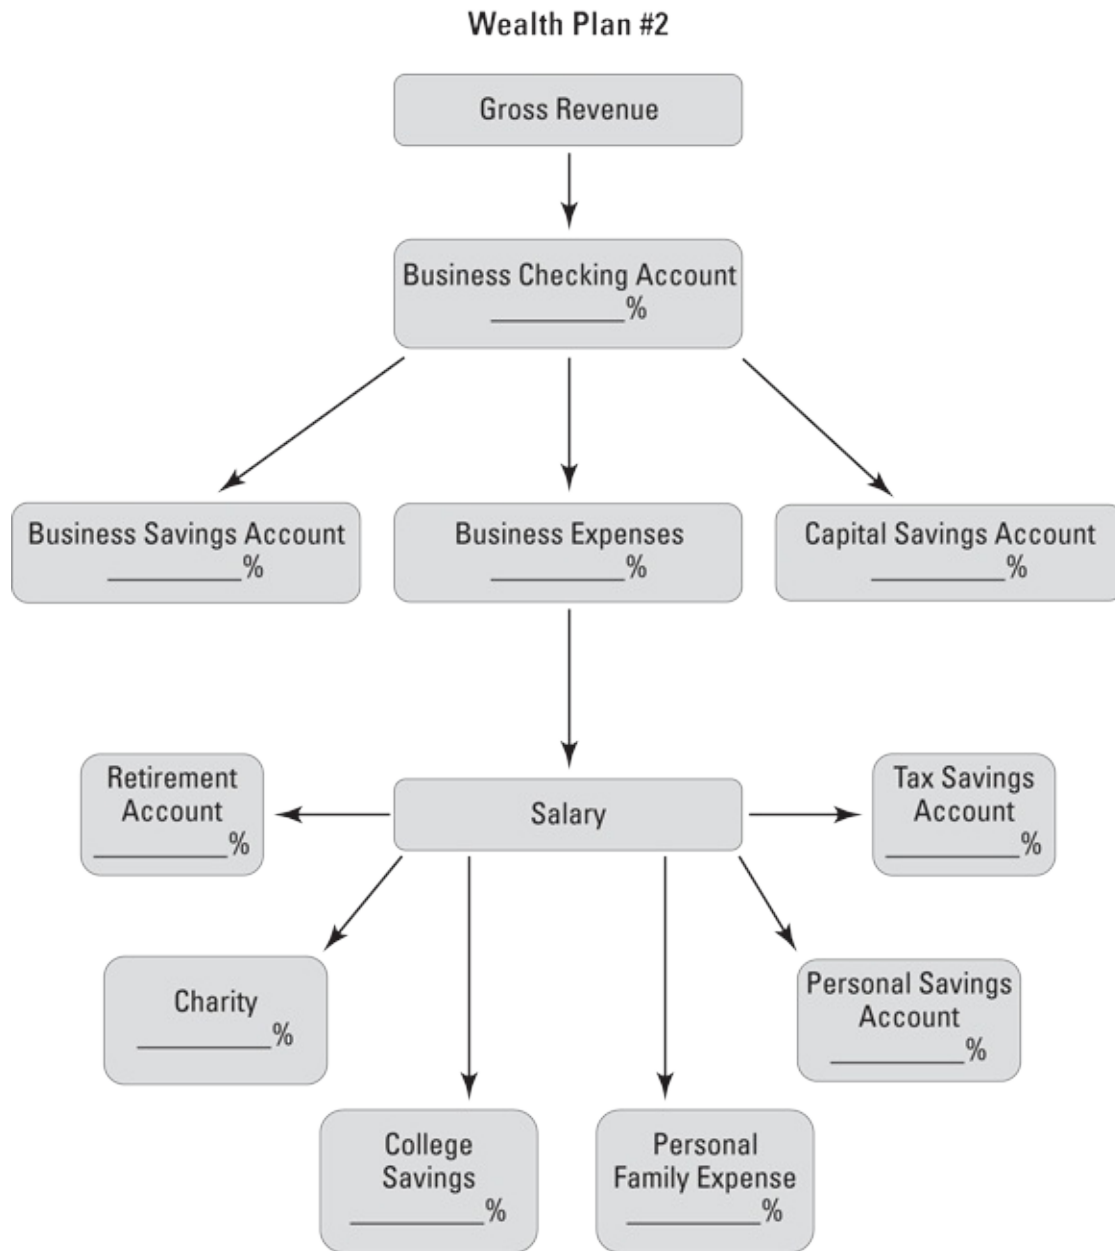 Wealth Plan #2
Gross Revenue
Business Checking Account
__________%
Business Savings Account
__________%
Business Expenses
__________%
Capital Savings Account
__________%
Retirement
Account
__________%
Salary
Tax Savings
Account
__________%
Charity
__________%
Personal Savings
Account
__________%
College
Savings
__________%
Personal
Family Expense
__________%